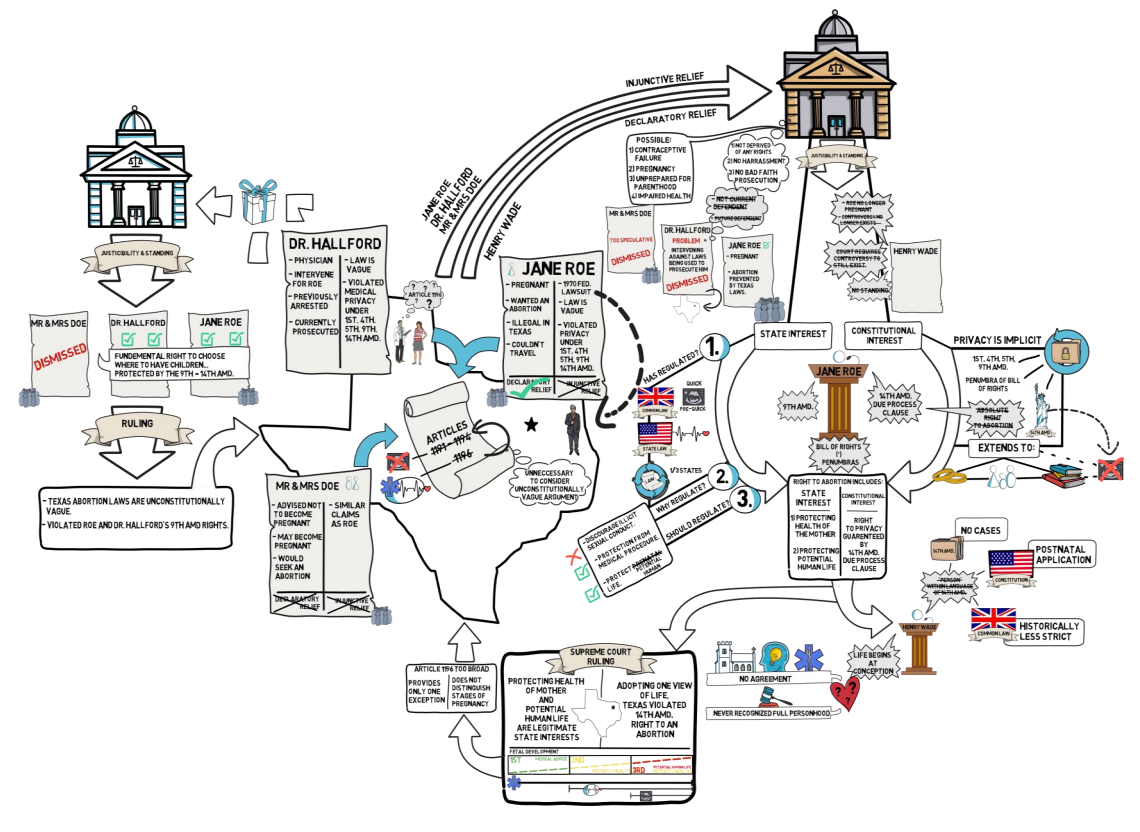 JUSTICIBILITY & STANDING
MR & MRS DOE
DISMISSED
DR. HALLFORD
JANE ROE
FUNDEMENTAL RIGHT TO CHOOSE
WHERE TO HAVE CHILDREN...
PROTECTED BY THE 9TH - 14TH AMD.
RULING
- TEXAS ABORTION LAWS ARE UNCONSTITUTIONALLY
VAGUE.
- VIOLATED ROE AND DR. HALLFORD'S 9TH AMD RIGHTS.
DR. HALLFORD
- PHYSICIAN
- INTERVENE
FOR ROE
- PREVIOUSLY
ARRESTED
- CURRENTLY
PROSECUTED
- LAW IS
VAGUE
- VIOLATED
MEDICAL
PRIVACY
UNDER
1ST, 4TH,
5TH, 9TH,
14TH AMD.
? ? ?
ARTICLE 1196
? ?
JANE ROE
- PREGNANT
- WANTED AN
ABORTION
- ILLEGAL IN
TEXAS
- COULDN'T
TRAVEL
- 1970 FED.
LAWSUIT
- LAW IS
VAGUE
- VIOLATED
PRIVACY
UNDER
1ST, 4TH
5TH, 9TH
14TH AMD.
DECLARATORY
RELIEF
INJUNCTIVE
RELIEF
ARTICLES
1191 - 1194
1196
UNNECCESSARY
TO CONSIDER
UNCONSTITUTIONALLY
VAGUE ARGUMENT
MR & MRS DOE
- ADVISED NOT
TO BECOME
PREGNANT
- MAY BECOME
PREGNANT
- WOULD
SEEK AN
ABORTION
- SIMILAR
CLAIMS
AS ROE
DECLARATORY
RELIEF
INJUNCTIVE
RELIEF
JANE ROE
DR. HALLFORD
MR & MRS DOE
HENRY WADE
INJUNCTIVE RELIEF
DECLARATORY RELIEF
POSSIBLE:
1) CONTRACEPTIVE
FAILURE
2) PREGNANCY
3) UNPREPARED FOR
PARENTHOOD
4) IMPAIRED HEALTH
1) NOT DEPRIVED
OF ANY RIGHTS
2) NO HARRASMENT
3) NO BAD FAITH
PROSECUTION
- NOT CURRENT
DEFENDENT
- FUTURE DEFENDENT
MR & MRS DOE
TOO SPECULATIVE
DISMISSED
DR. HALLFORD
PROBLEM
INTERVENING
AGAINST LAWS
BEING USED TO
PROSECUTE HIM
DISMISSED
JANE ROE
- PREGNANT
- ABORTION
PREVENTED
BY TEXAS
LAWS.
JUSTICIBILITY & STANDING
- ROE NO LONGER
PREGNANT
- CONTROVERSY NO
LONGER EXISTS
COURT REQUIRES
CONTROVERSY TO
STILL EXIST.
NO STANDING
HENRY WADE
STATE INTEREST
CONSTITUTIONAL
INTEREST
HAS REGULATED?
1.
COMMON LAW
QUICK
PRE-QUICK
STATE LAW
LAW
1/3 STATES
WHY REGULATE?
2.
SHOULD REGULATE?
3.
- DISCOURAGE ILLICIT
SEXUAL CONDUCT.
- PROTECTION FROM
MEDICAL PROCEDURE.
- PROTECT PRENATAL
POTENTIAL
HUMAN
LIFE.
JANE ROE
9TH AMD.
14TH AMD.
DUE PROCESS
CLAUSE
BILL OF RIGHTS
(')
PENUMBRAS
PRIVACY IS IMPLICIT
1ST, 4TH, 5TH,
9TH AMD.
PENUMBRA OF BILL
OF RIGHTS
ABSOLUTE
RIGHT
TO ABORTION
14TH AMD.
EXTENDS TO:
RIGHT TO ABORTION INCLUDES:
STATE
INTEREST
1) PROTECTING
HEALTH OF
THE MOTHER
2) PROTECTING
POTENTIAL
HUMAN LIFE
CONSTITUTIONAL
INTEREST
RIGHT
TO PRIVACY
GUARENTEED
BY
14TH AMD.
DUE PROCESS
CLAUSE
NO CASES
14TH AMD.
"PERSON"
WITHIN LANGUAGE
OF 14TH AMD.
CONSTITUTION
POSTNATAL
APPLICATION
COMMON LAW
HISTORICALLY
LESS STRICT
HENRY WADE
LIFE BEGINS
AT
CONCEPTION
NO AGREEMENT
? ? ?
NEVER RECOGNIZED FULL PERSONHOOD
SUPREME COURT
RULING
PROTECTING HEALTH
OF MOTHER
AND
POTENTIAL
HUMAN LIFE
ARE LEGITIMATE
STATE INTERESTS
ADOPTING ONE VIEW
OF LIFE,
TEXAS VIOLATED
14TH AMD.
RIGHT TO AN
ABORTION
FETAL DEVELOPMENT
1ST
MEDICAL ADVICE
2ND
MOTHER'S HEALTH
3RD
POTENTIAL HUMAN LIFE
MOTHER'S HEALTH
ARTICLE 1196 TOO BROAD
PROVIDES
ONLY ONE
EXCEPTION
DOES NOT
DISTINGUISH
STAGES OF
PREGNANCY